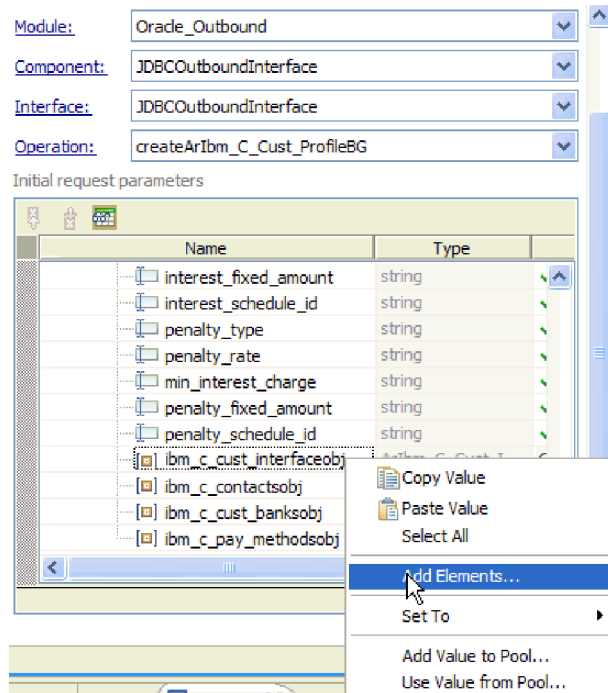 Module: Oracle_Outbound
Component: JDBCOutboundInterface
Interface: JDBCOutboundInterface
Operation: createArIbm_C_Cust_ProfileBG
Initial request parameters
Name Type
interest_fixed_amount string
interest_schedule_id string
penalty_type string
penalty_rate string
min_interest_charge string
penalty_fixed_amount string
penalty_schedule_id string
ibm_c_cust_interfaceobj ArIbm_C_Cust_I
ibm_c_contactsobj
ibm_c_cust_banksobj
ibm_c_pay_methodsobj
Copy Value
Paste Value
Select All
Add Elements...
Set To
Add Value to Pool...
Use Value from Pool...